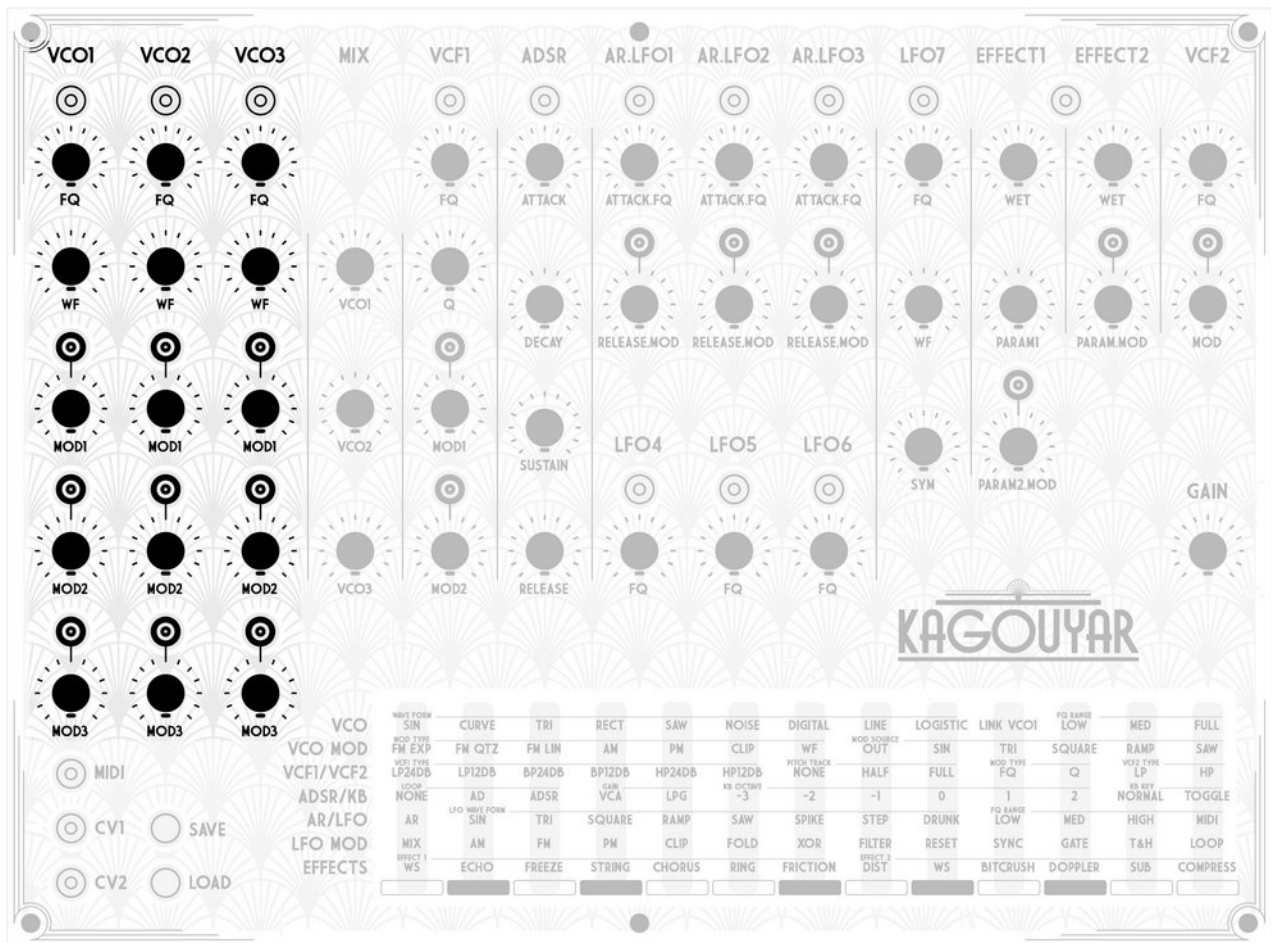 VCO1 VCO2 VCO3 MIX VCF1 ADSR AR.LFO1 AR.LFO2 AR.LFO3 LFO7 EFFECT1 EFFECT2 VCF2
FQ FQ FQ FQ ATTACK ATTACK.FQ ATTACK.FQ ATTACK.FQ FQ WET WET FQ
WF WF WF VCO1 Q
DECAY RELEASE.MOD RELEASE.MOD RELEASE.MOD WF PARAM1 PARAM.MOD MOD
MOD1 MOD1 MOD1 VCO2 MOD1 LFO4 LFO5 LFO6
SUSTAIN
SYM PARAM2.MOD
GAIN
MOD2 MOD2 MOD2 VCO3 MOD2 RELEASE FQ FQ FQ
KAGOUYAR
MOD3 MOD3 MOD3
WAVE FORM FQ RANGE
VCO SIN CURVE TRI RECT SAW NOISE DIGITAL LINE LOGISTIC LINK VCO1 LOW MED FULL
MOD TYPE MOD SOURCE
VCO MOD FM EXP FM QTZ FM LIN AM PM CLIP WF OUT SIN TRI SQUARE RAMP SAW
VCF1 TYPE PITCH TRACK MOD TYPE VCF2 TYPE
VCF1/VCF2 LP24DB LP12DB BP24DB BP12DB HP24DB HP12DB NONE HALF FULL FQ Q LP HP
LOOP GAIN KB OCTAVE KB KEY
ADSR/KB NONE AD ADSR VCA LPG -3 -2 -1 0 1 2 NORMAL TOGGLE
LFO WAVE FORM FQ RANGE
AR/LFO AR SIN TRI SQUARE RAMP SAW SPIKE STEP DRUNK LOW MED HIGH MIDI
LFO MOD MIX AM FM PM CLIP FOLD XOR FILTER RESET SYNC GATE T&H LOOP
EFFECT 1 EFFECT 2
EFFECTS WS ECHO FREEZE STRING CHORUS RING FRICTION DIST WS BITCRUSH DOPPLER SUB COMPRESS
MIDI
CV1 SAVE
CV2 LOAD